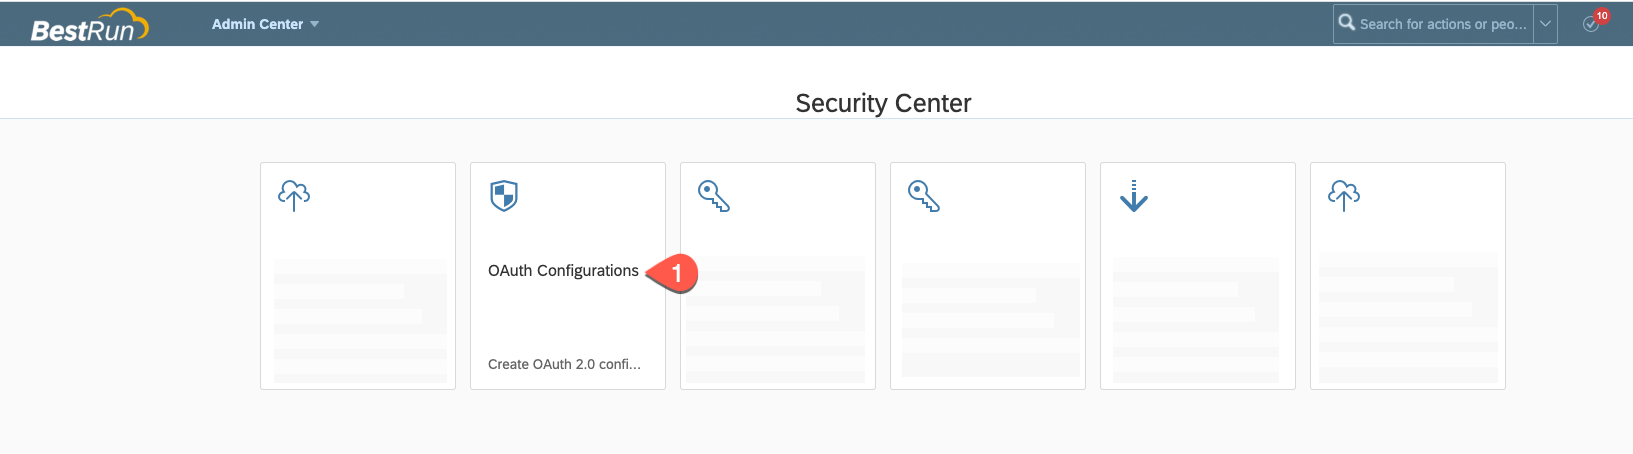 BestRun
Admin Center
Search for actions or peo...
10
Security Center
OAuth Configurations
1
Create OAuth 2.0 confi...